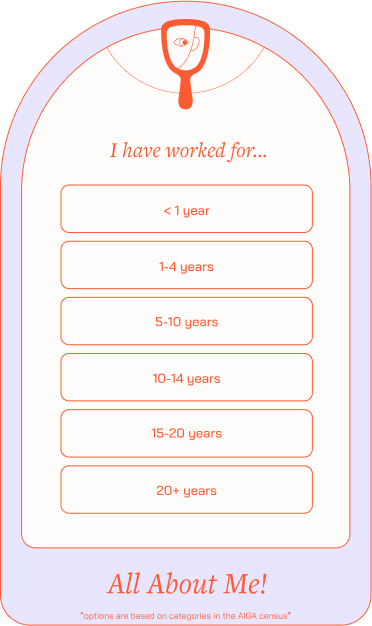 I have worked for...
< 1 year
1-4 years
5-10 years
10-14 years
15-20 years
20+ years
All About Me!
*options are based on categories in the AIGA census*